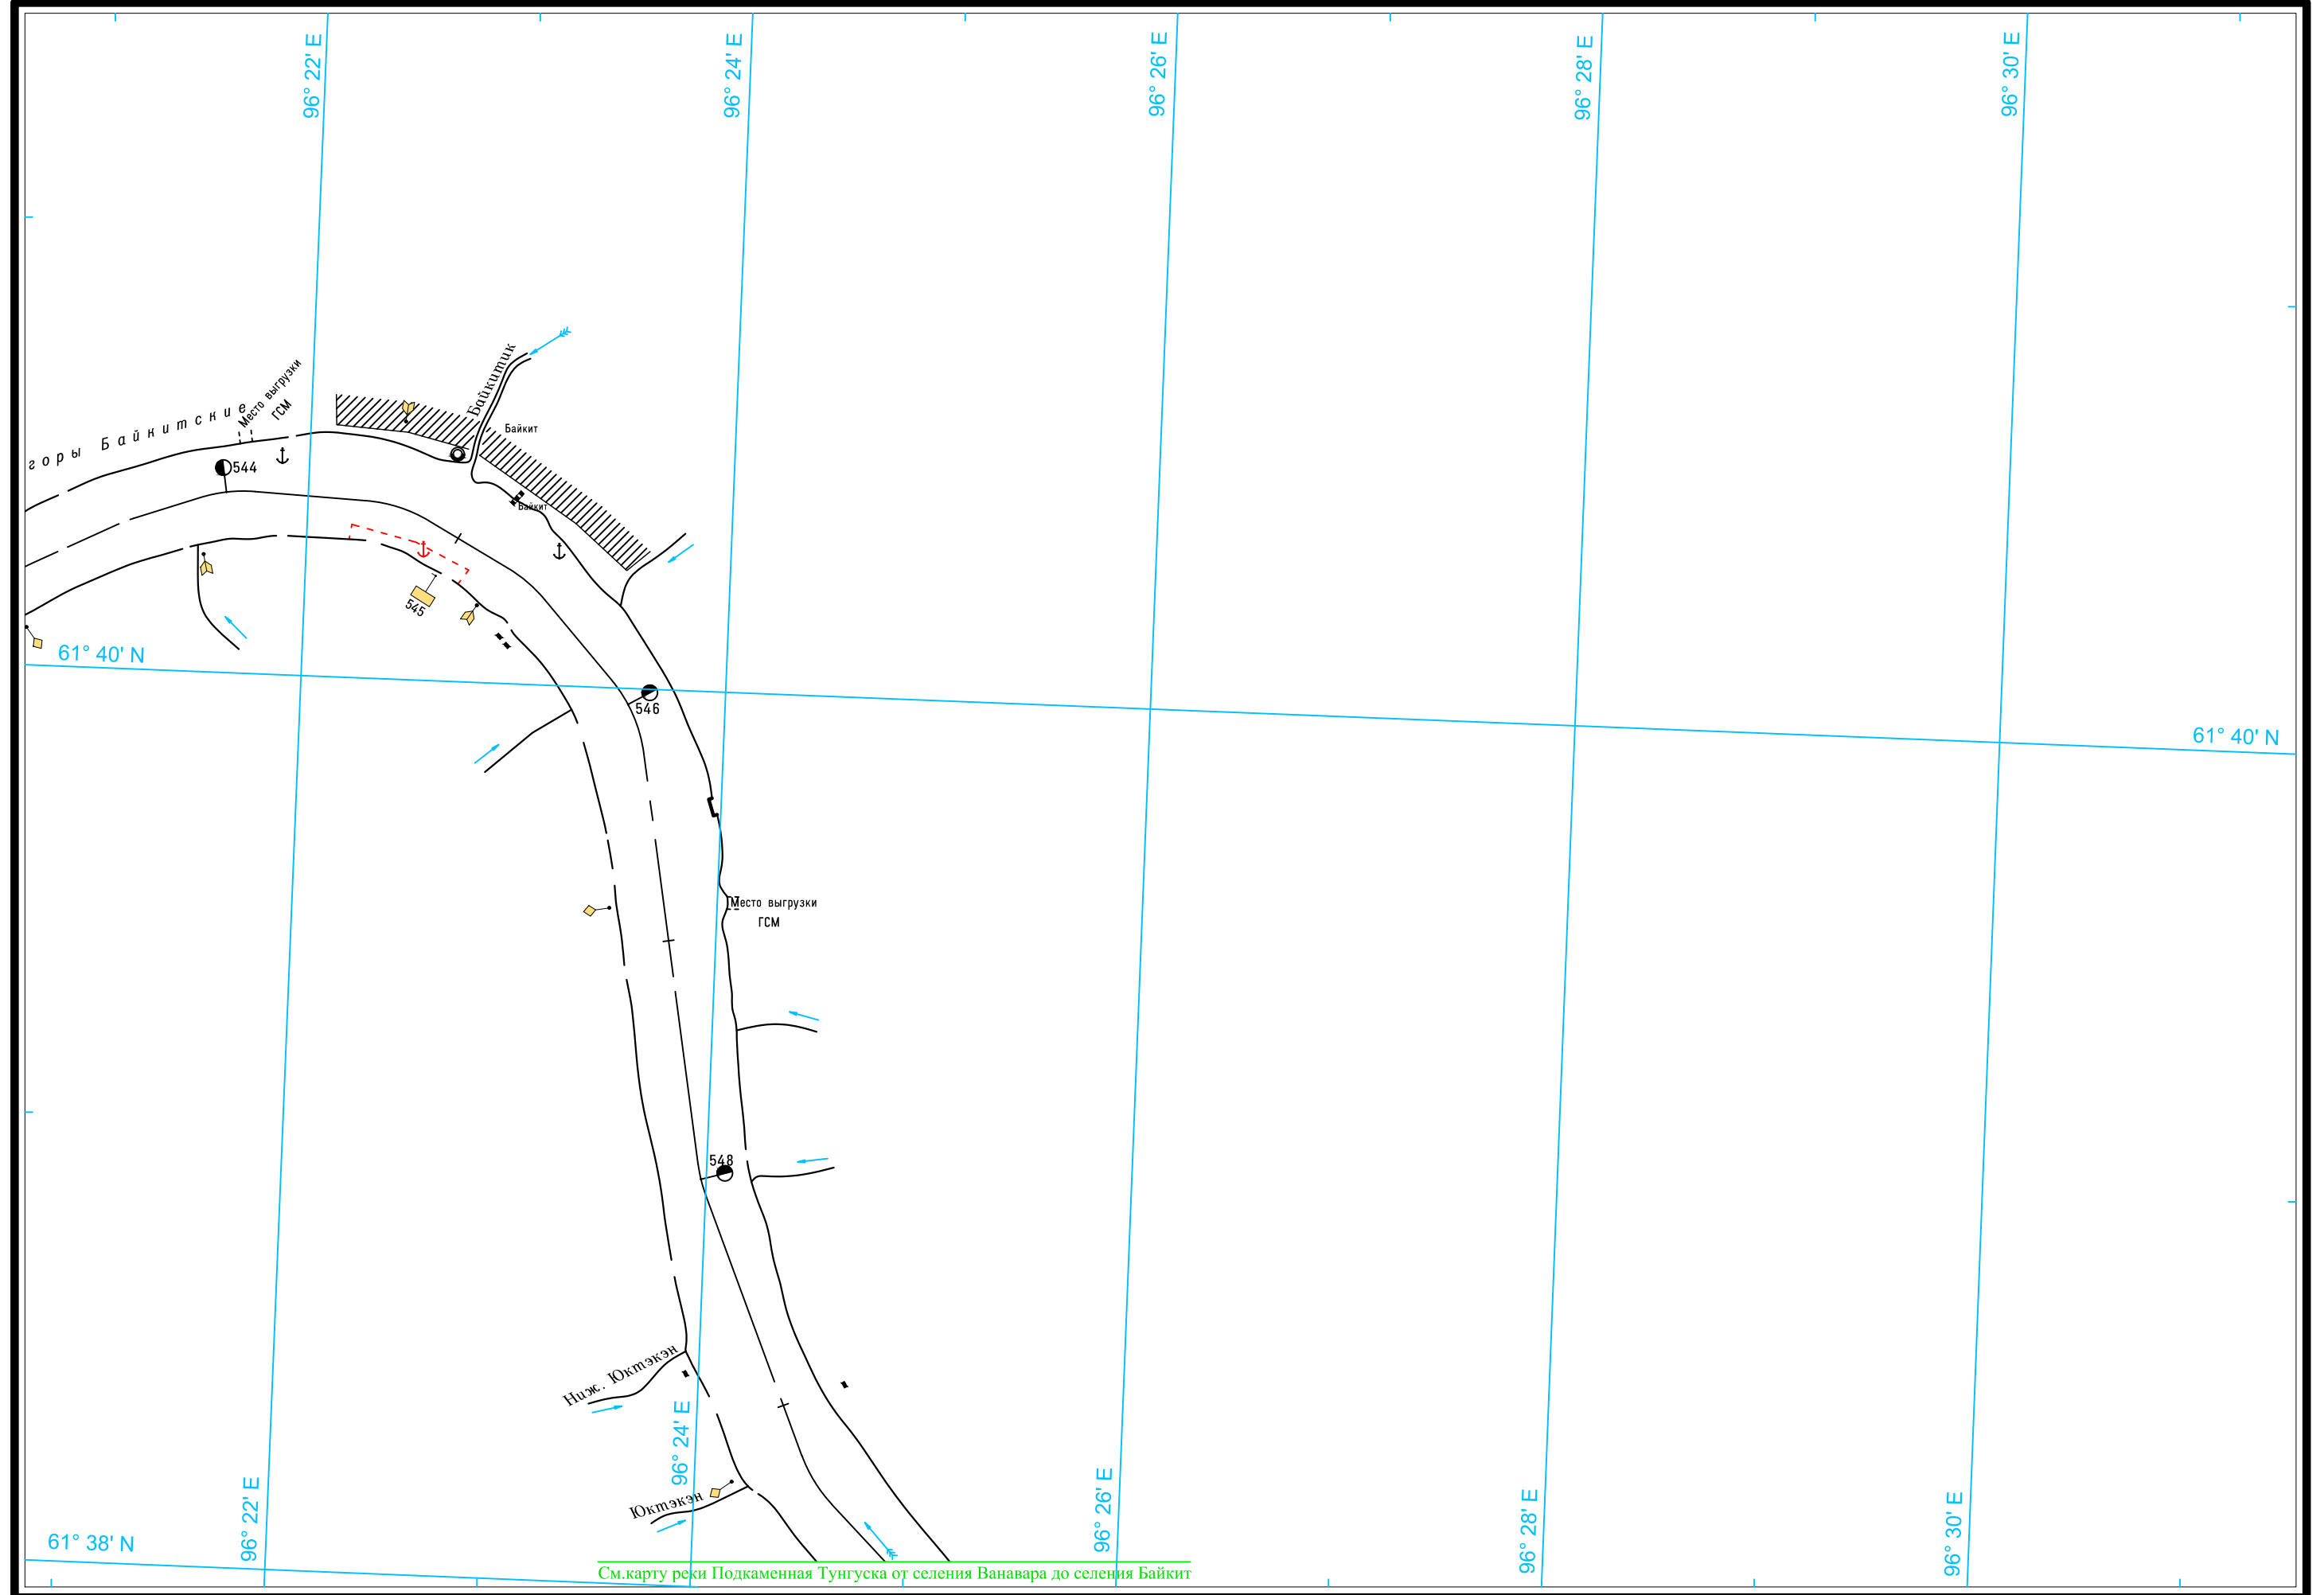 96° 22' E
96° 24' E
96° 26' E
96° 28' E
96° 30' E
Байкитик
Место выгрузки
ГСМ
горы Байкитские
Байкит
544
Байкит
545
61° 40' N
546
61° 40' N
Место выгрузки
ГСМ
548
Ниж. Юктэкэн
Юктэкэн
96° 22' E
96° 24' E
96° 26' E
96° 28' E
96° 30' E
61° 38' N
См.карту реки Подкаменная Тунгуска от селения Ванавара до селения Байкит